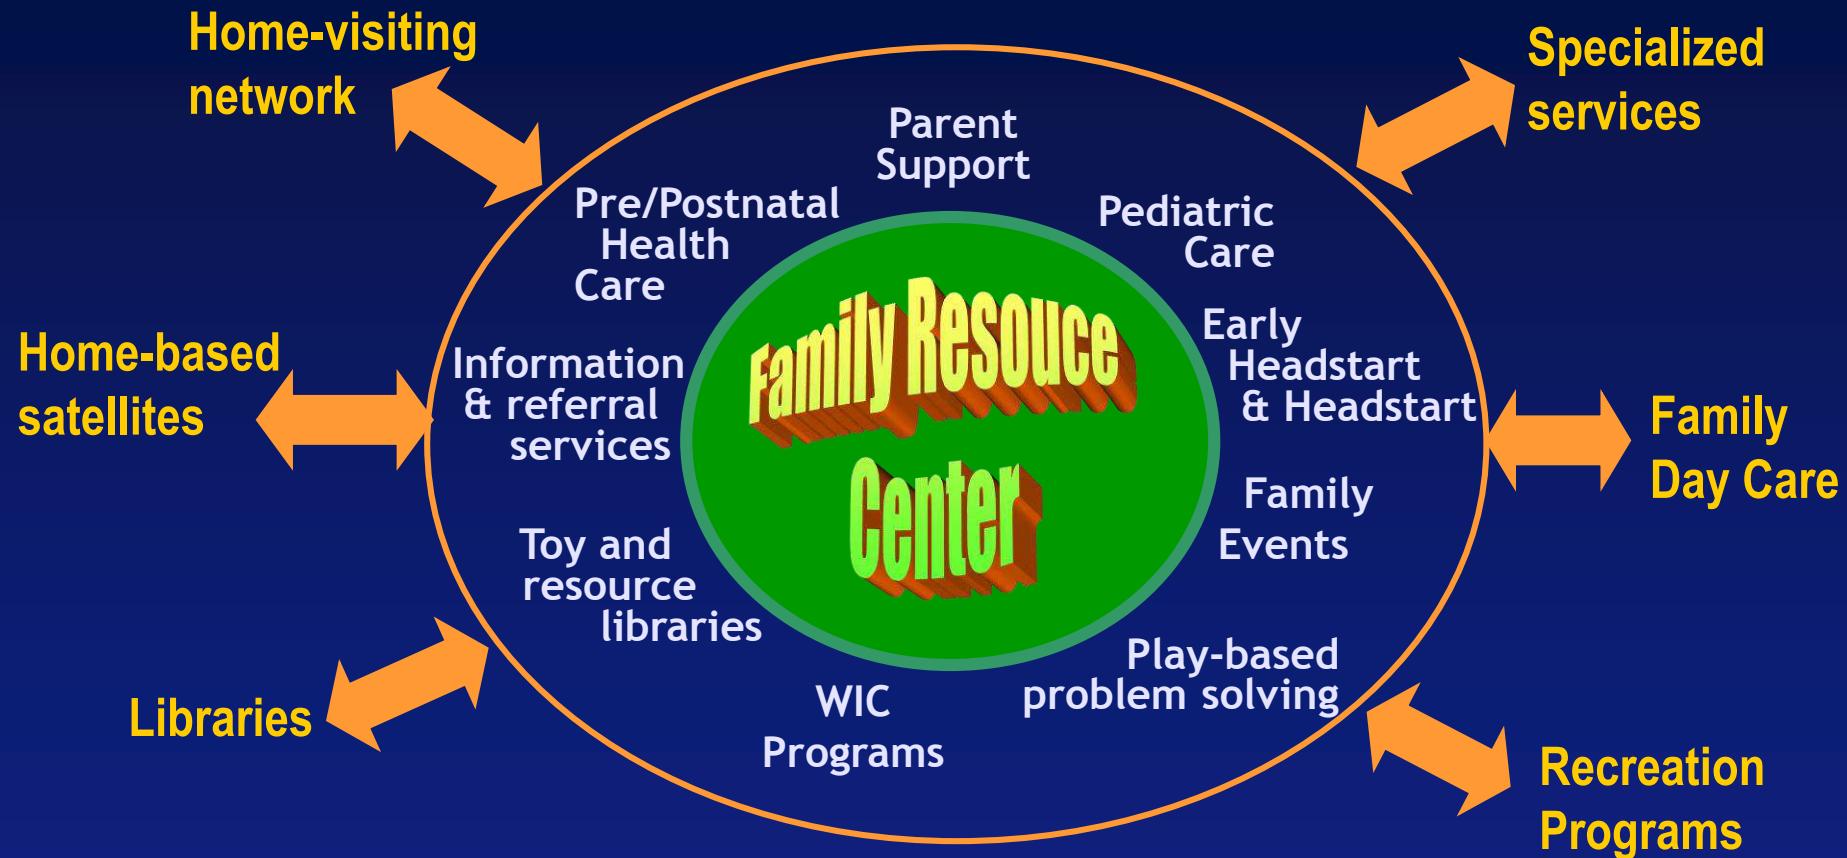 Home-visiting
network
Specialized
services
Parent
Support
Pre/Postnatal
Health
Care
Pediatric
Care
Family Resouce
Center
Early
Headstart
& Headstart
Home-based
satellites
Information
& referral
services
Family
Day Care
Family
Events
Toy and
resource
libraries
Play-based
problem solving
WIC
Programs
Libraries
Recreation
Programs